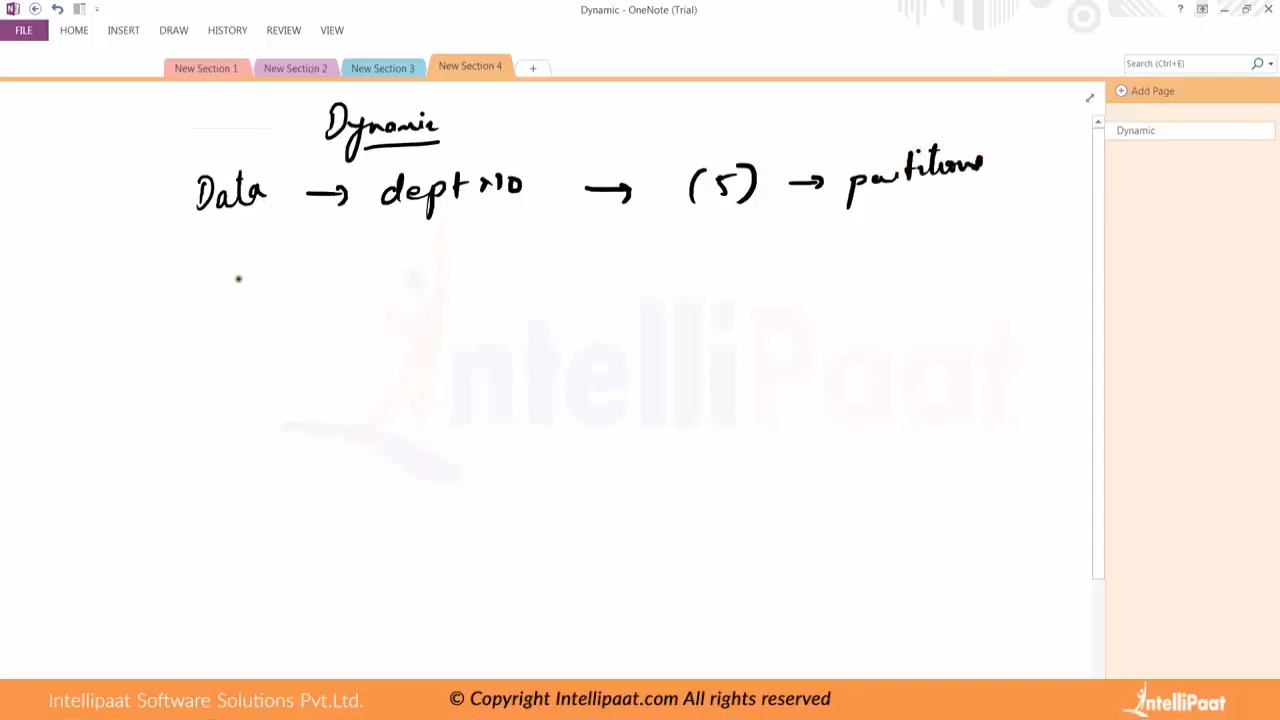 Dynamic - OneNote (Trial)
?
FILE HOME INSERT DRAW HISTORY REVIEW VIEW
New Section 1 New Section 2 New Section 3 New Section 4 +
Search (Ctrl+E)
Add Page
Dynamic
Dynamic
Data → dept no → (5) → partitions
IntelliPaat
Intellipaat Software Solutions Pvt.Ltd.
© Copyright Intellipaat.com All rights reserved
IntelliPaat